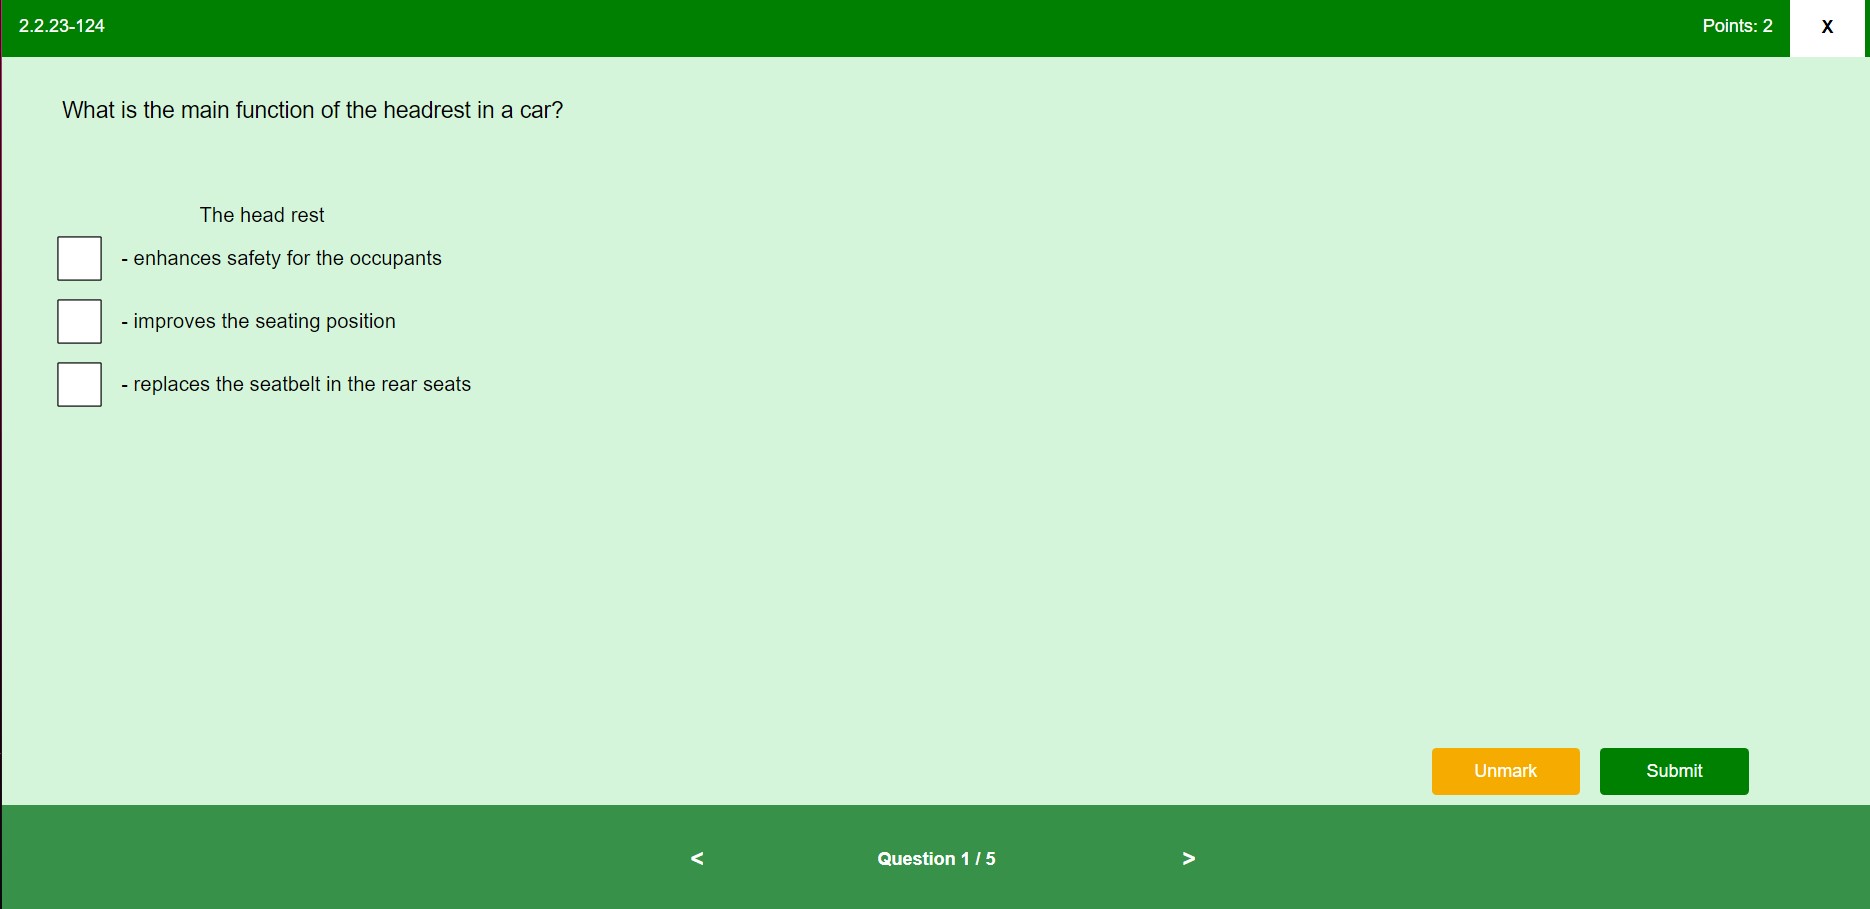 2.2.23-124
Points: 2
X
What is the main function of the headrest in a car?
The head rest
- enhances safety for the occupants
- improves the seating position
- replaces the seatbelt in the rear seats
Unmark
Submit
< Question 1 / 5 >